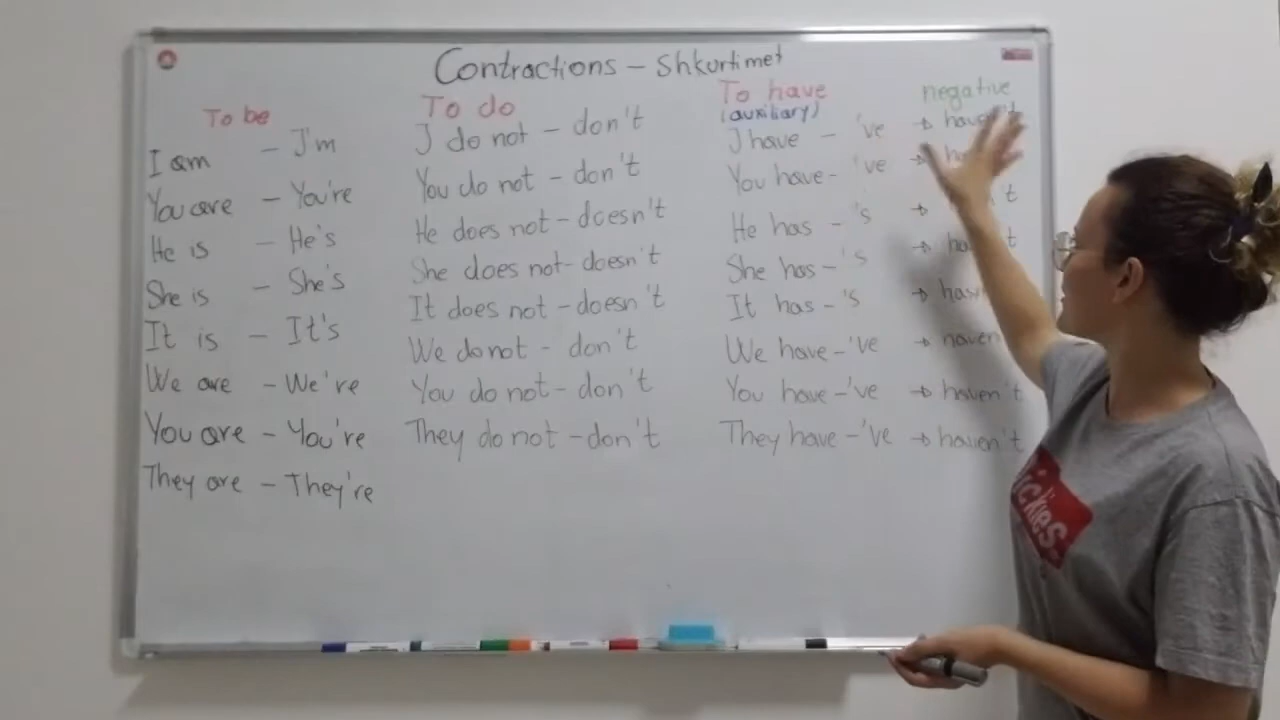 Contractions – Shkurtimet
To be
I am – I'm
You are – You're
He is – He's
She is – She's
It is – It's
We are – We're
You are – You're
They are – They're
To do
I do not – don't
You do not – don't
He does not – doesn't
She does not – doesn't
It does not – doesn't
We do not – don't
You do not – don't
They do not – don't
To have
(auxiliary)
negative
I have – 've →
You have – 've →
He has – 's →
She has – 's →
It has – 's →
We have – 've →
You have – 've → haven't
They have – 've → haven't